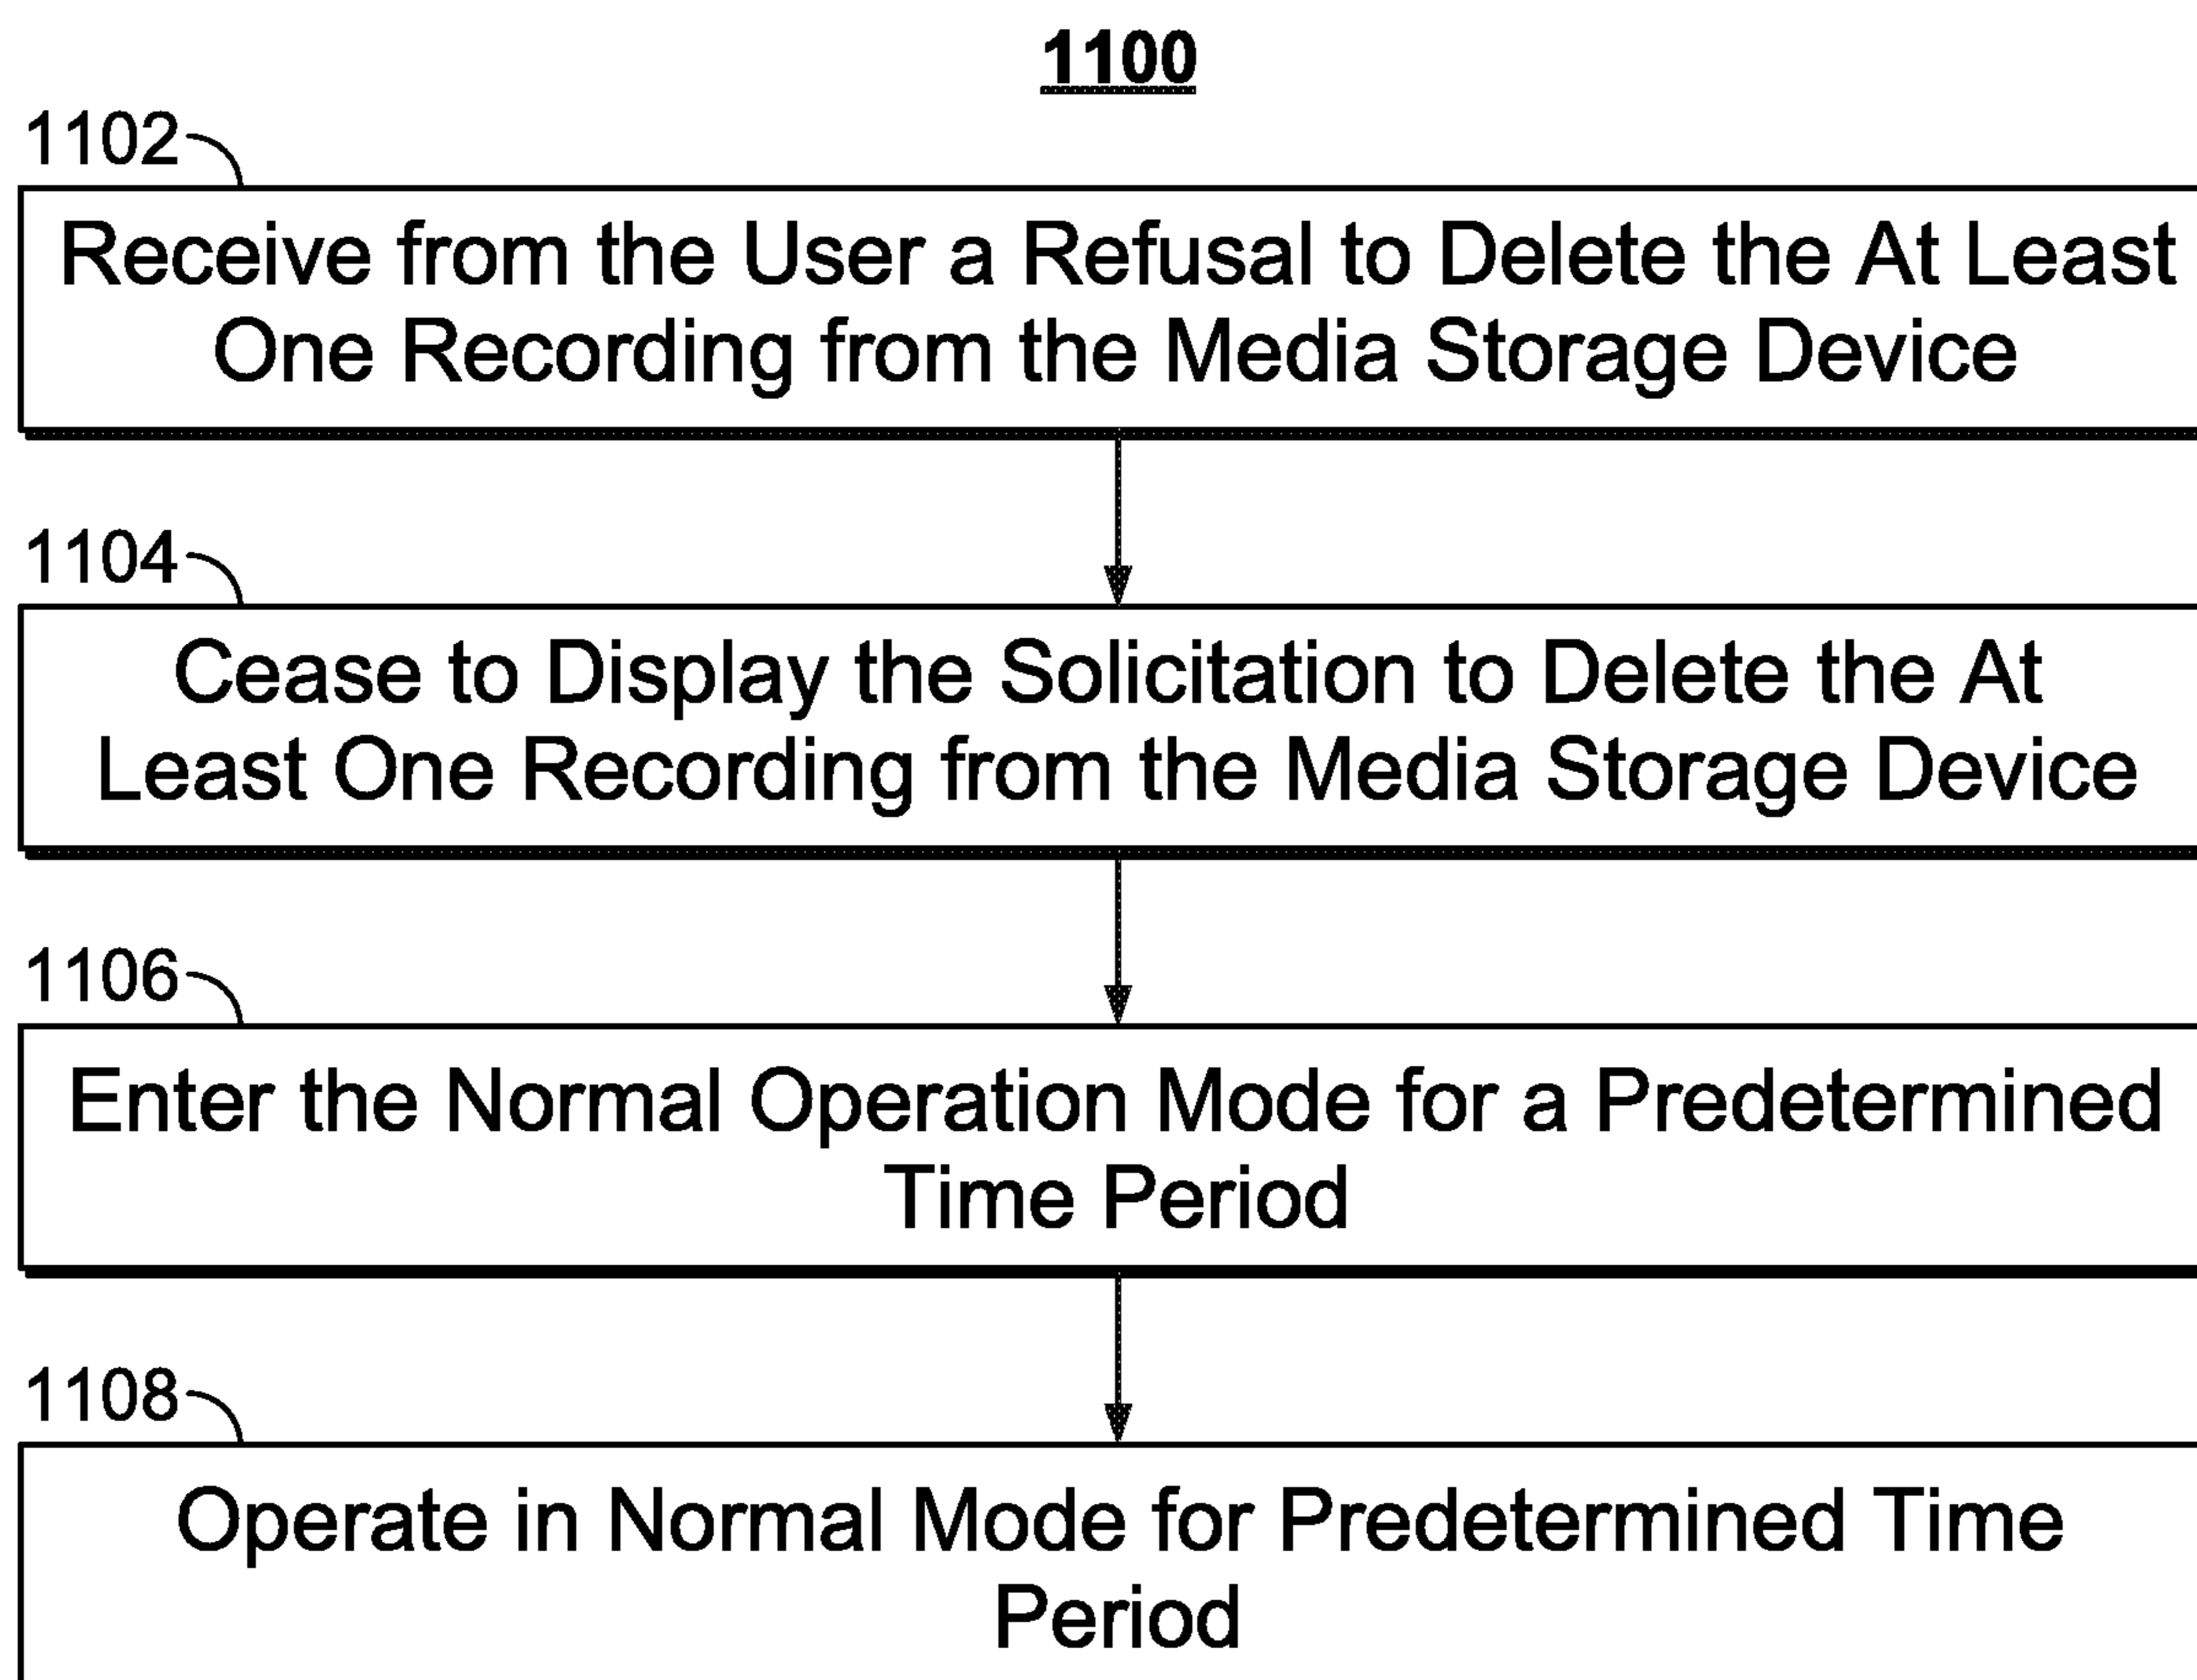 1100
1102
Receive from the User a Refusal to Delete the At Least
One Recording from the Media Storage Device
1104
Cease to Display the Solicitation to Delete the At
Least One Recording from the Media Storage Device
1106
Enter the Normal Operation Mode for a Predetermined
Time Period
1108
Operate in Normal Mode for Predetermined Time
Period